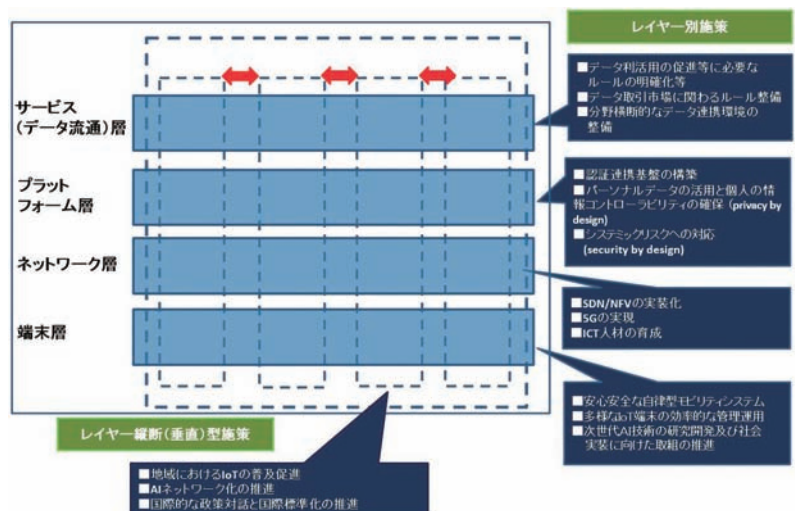 レイヤー別施策
■データ利活用の促進等に必要な
ルールの明確化等
■データ取引市場に関わるルール整備
■分野横断的なデータ連携環境の
整備
サービス
（データ流通）層
プラット
フォーム層
■認証連携基盤の構築
■パーソナルデータの活用と個人の情
報コントローラビリティの確保（privacy by
design）
■システミックリスクへの対応
(security by design)
ネットワーク層
■SDN/NFVの実装化
■5Gの実現
■ICT人材の育成
端末層
■安心安全な自律型モビリティシステム
■多様なIoT端末の効率的な管理運用
■次世代AI技術の研究開発及び社会
実装に向けた取組の推進
レイヤー縦断（垂直）型施策
■地域におけるIoTの普及促進
■AIネットワーク化の推進
■国際的な政策対話と国際標準化の推進